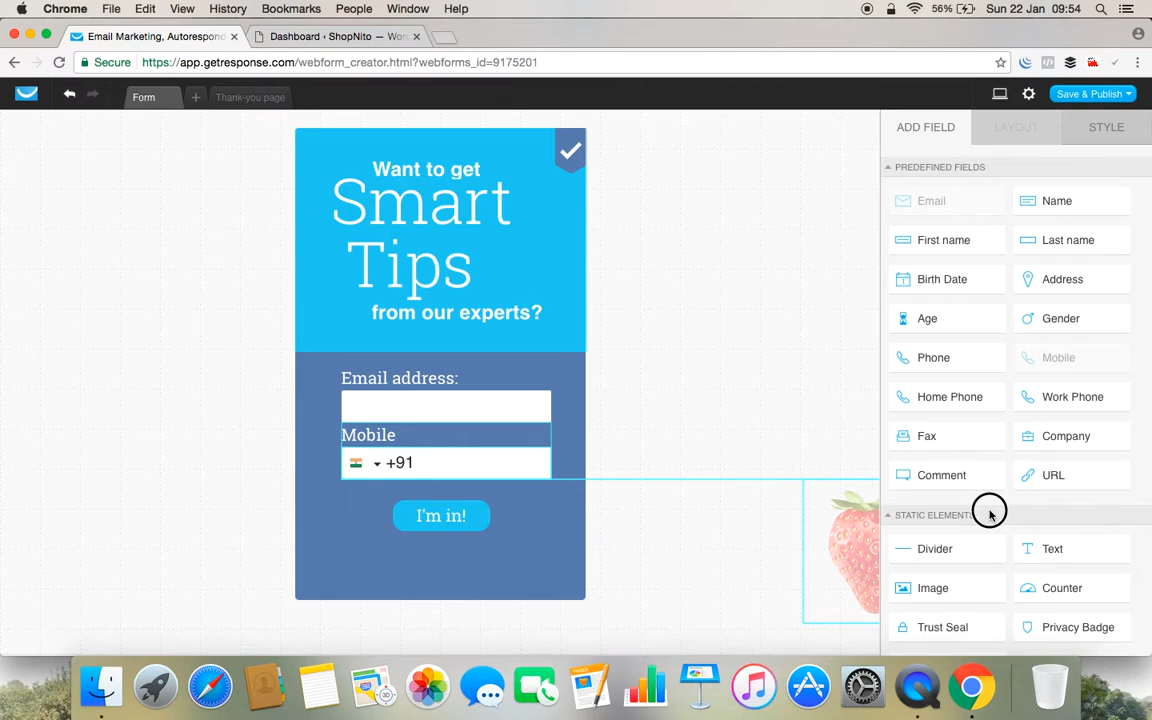 Chrome File Edit View History Bookmarks People Window Help 56% Sun 22 Jan 09:54
Email Marketing, Autorespond Dashboard ‹ ShopNito — Wor
Secure https://app.getresponse.com/webform_creator.html?webforms_id=9175201
Form + Thank-you page Save & Publish
ADD FIELD LAYOUT STYLE
PREDEFINED FIELDS
Email Name
First name Last name
Birth Date Address
Age Gender
Phone Mobile
Home Phone Work Phone
Fax Company
Comment URL
STATIC ELEMENTS
Divider Text
Image Counter
Trust Seal Privacy Badge
Want to get
Smart
Tips
from our experts?
Email address:
Mobile
+91
I'm in!